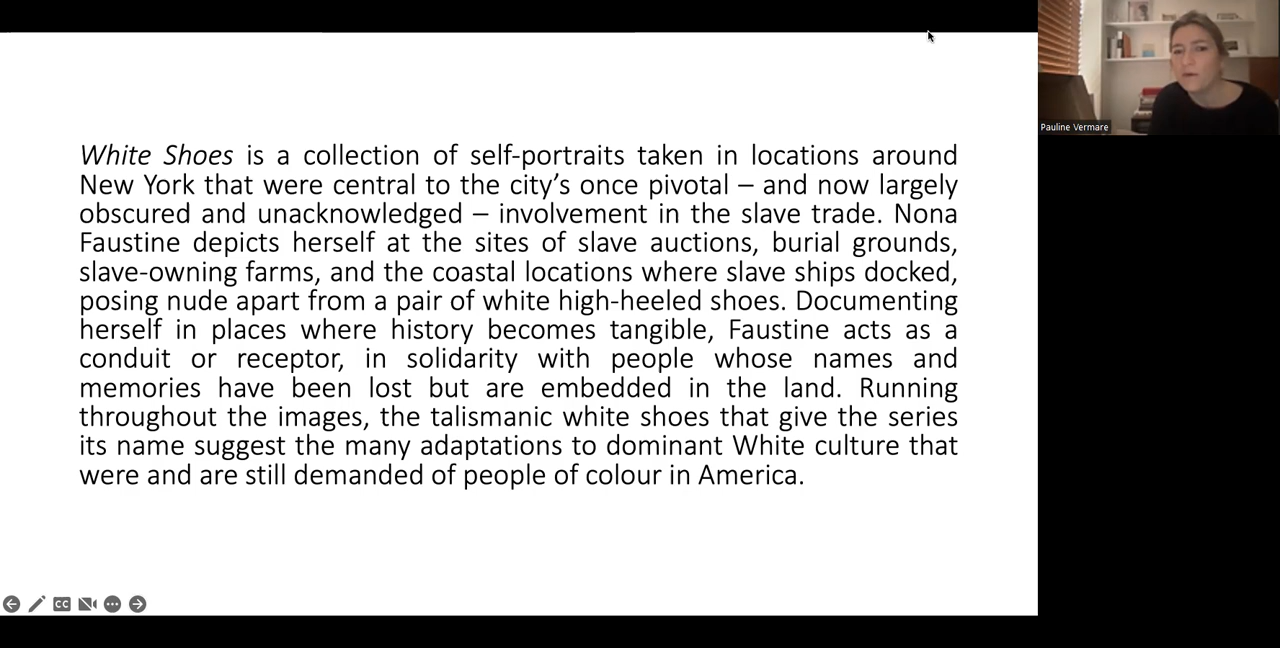 White Shoes is a collection of self-portraits taken in locations around
New York that were central to the city’s once pivotal – and now largely
obscured and unacknowledged – involvement in the slave trade. Nona
Faustine depicts herself at the sites of slave auctions, burial grounds,
slave-owning farms, and the coastal locations where slave ships docked,
posing nude apart from a pair of white high-heeled shoes. Documenting
herself in places where history becomes tangible, Faustine acts as a
conduit or receptor, in solidarity with people whose names and
memories have been lost but are embedded in the land. Running
throughout the images, the talismanic white shoes that give the series
its name suggest the many adaptations to dominant White culture that
were and are still demanded of people of colour in America.
Pauline Vermare
CC